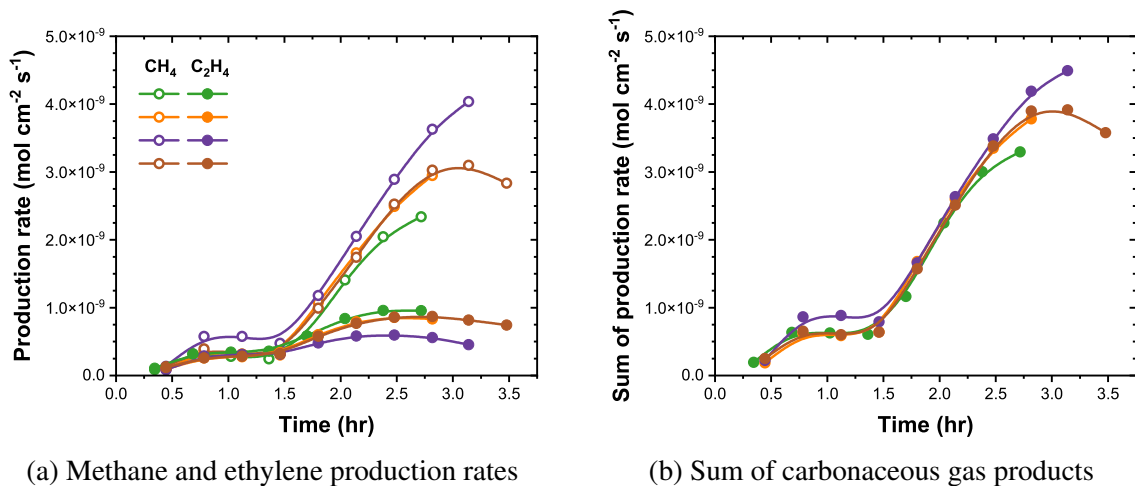 (a)
5.0×10⁻⁹
4.0×10⁻⁹
3.0×10⁻⁹
2.0×10⁻⁹
1.0×10⁻⁹
0.0
Production rate (mol cm⁻² s⁻¹)
CH₄ C₂H₄
0.0 0.5 1.0 1.5 2.0 2.5 3.0 3.5
Time (hr)
(b)
5.0×10⁻⁹
4.0×10⁻⁹
3.0×10⁻⁹
2.0×10⁻⁹
1.0×10⁻⁹
0.0
Sum of production rate (mol cm⁻² s⁻¹)
0.0 0.5 1.0 1.5 2.0 2.5 3.0 3.5
Time (hr)
(a) Methane and ethylene production rates
(b) Sum of carbonaceous gas products